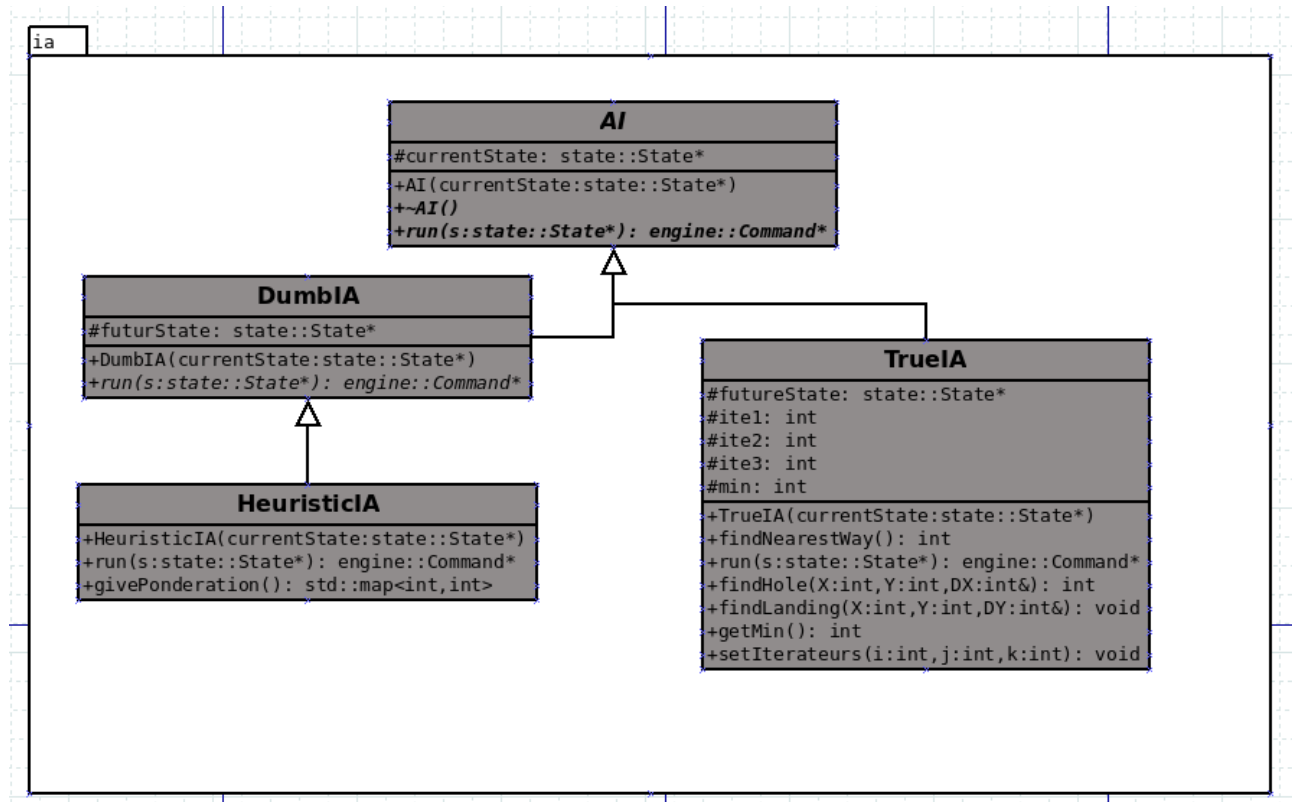 ia
AI
#currentState: state::State*
+AI(currentState:state::State*)
+~AI()
+run(s:state::State*): engine::Command*
DumbIA
#futurState: state::State*
+DumbIA(currentState:state::State*)
+run(s:state::State*): engine::Command*
HeuristicIA
+HeuristicIA(currentState:state::State*)
+run(s:state::State*): engine::Command*
+givePonderation(): std::map<int,int>
TrueIA
#futureState: state::State*
#ite1: int
#ite2: int
#ite3: int
#min: int
+TrueIA(currentState:state::State*)
+findNearestWay(): int
+run(s:state::State*): engine::Command*
+findHole(X:int,Y:int,DX:int&): int
+findLanding(X:int,Y:int,DY:int&): void
+getMin(): int
+setIterateurs(i:int,j:int,k:int): void